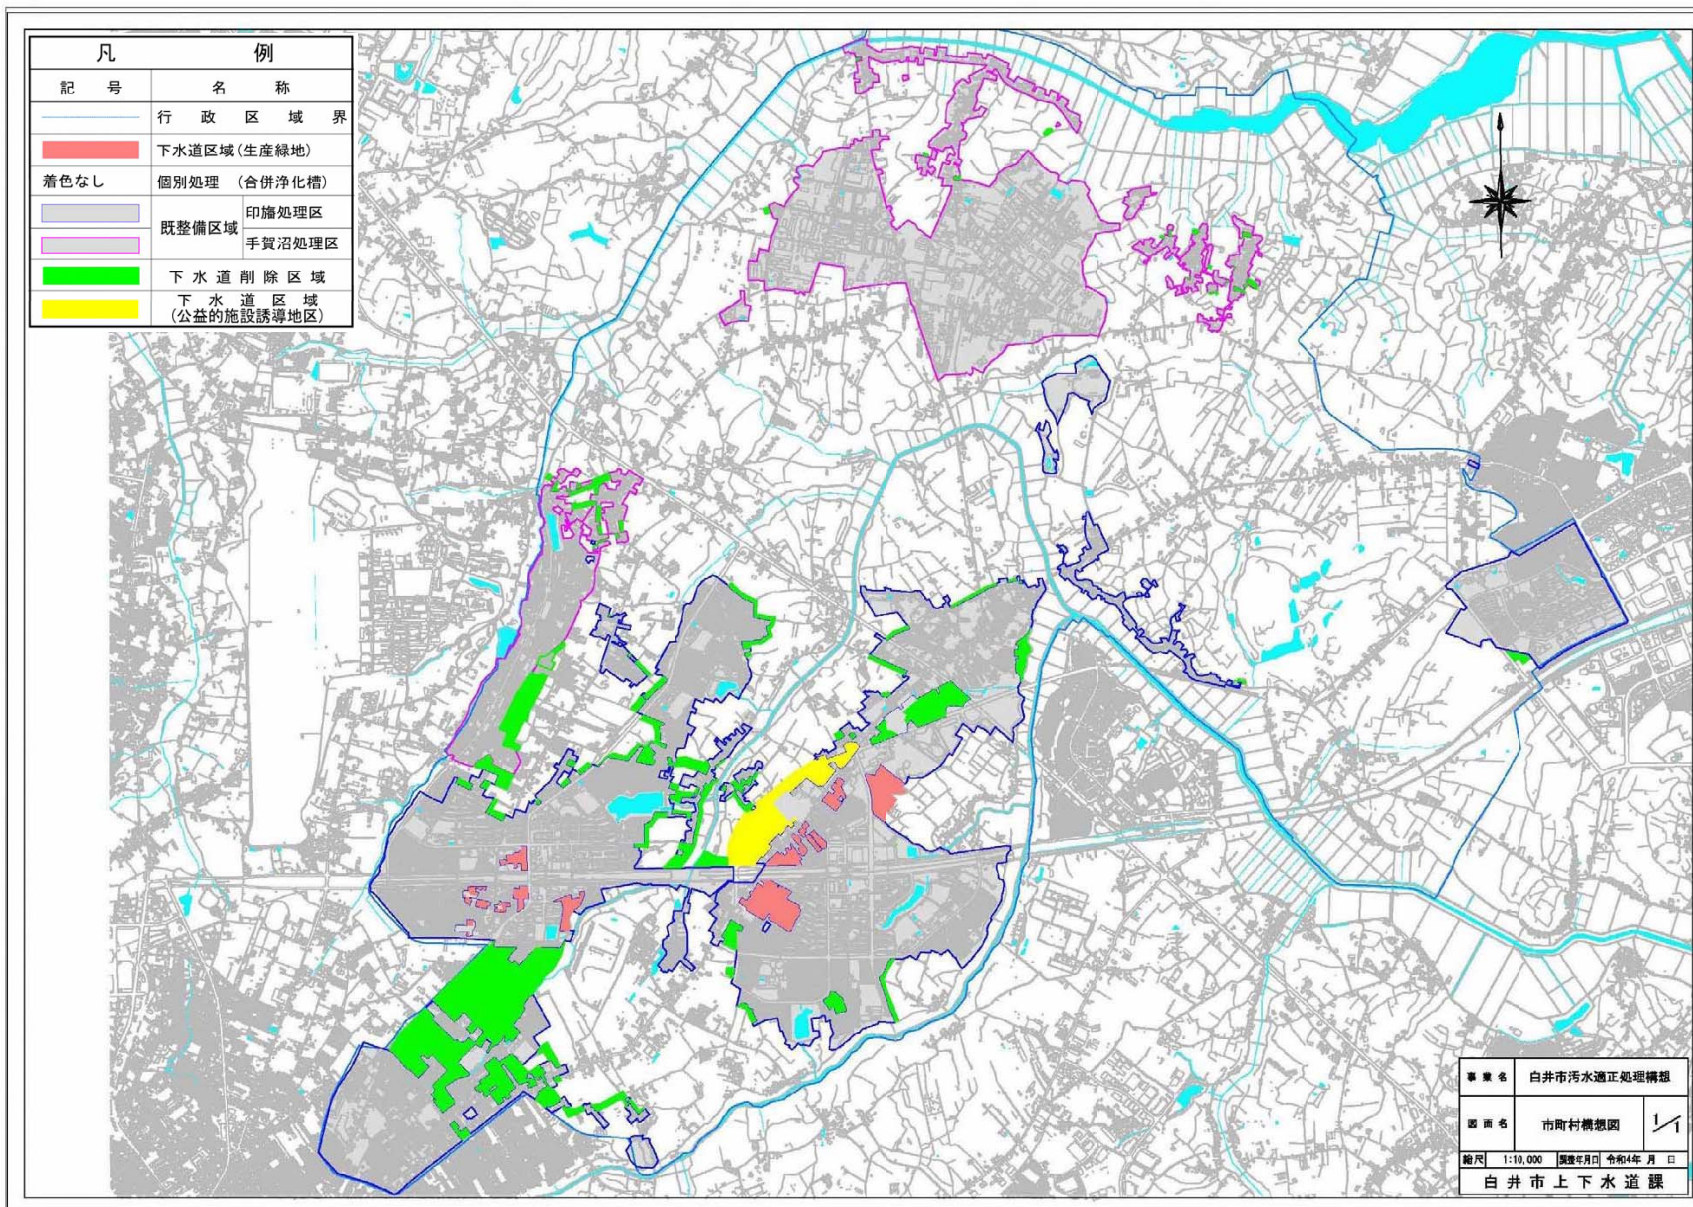 凡 例
記 号 名 称
行 政 区 域 界
下水道区域(生産緑地)
着色なし 個別処理 (合併浄化槽)
既整備区域 印旛処理区
手賀沼処理区
下 水 道 削 除 区 域
下 水 道 区 域
(公益的施設誘導地区)
事業名 白井市汚水適正処理構想
図面名 市町村構想図 1/1
縮尺 1:10,000 調整年月日 令和4年 月 日
白井市上下水道課